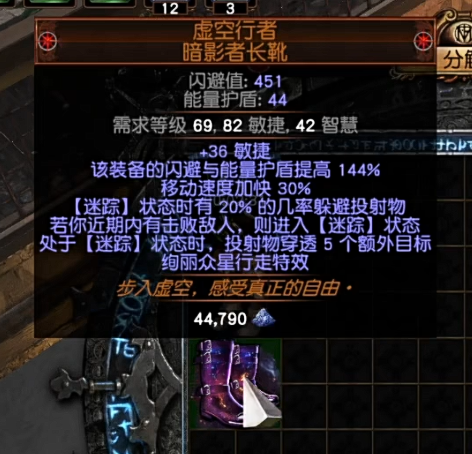 12 3
虚空行者
暗影者长靴
分解
闪避值: 451
能量护盾: 44
需求等级 69, 82 敏捷, 42 智慧
+36 敏捷
该装备的闪避与能量护盾提高 144%
移动速度加快 30%
【迷踪】状态时有 20% 的几率躲避投射物
若你近期内有击败敌人，则进入【迷踪】状态
处于【迷踪】状态时，投射物穿透 5 个额外目标
绚丽众星行走特效
步入虚空，感受真正的自由·
44,790